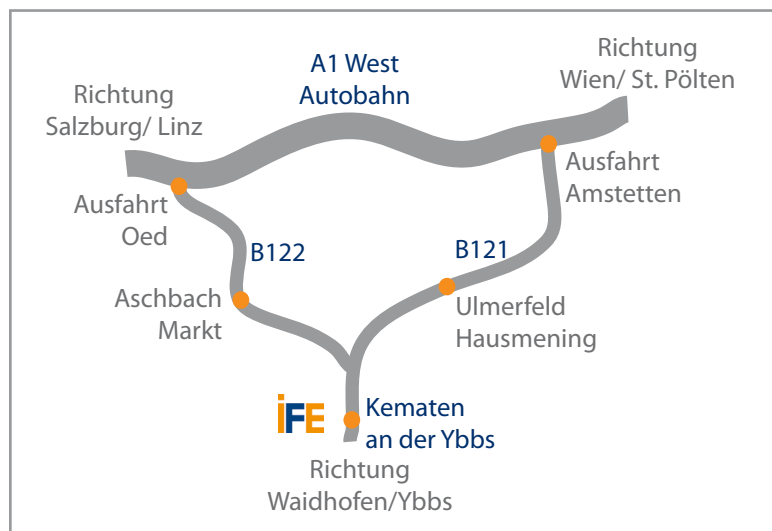 Richtung
Wien/ St. Pölten
A1 West
Autobahn
Richtung
Salzburg/ Linz
Ausfahrt
Amstetten
Ausfahrt
Oed
B122
B121
Aschbach
Markt
Ulmerfeld
Hausmening
iFE
Kematen
an der Ybbs
Richtung
Waidhofen/Ybbs